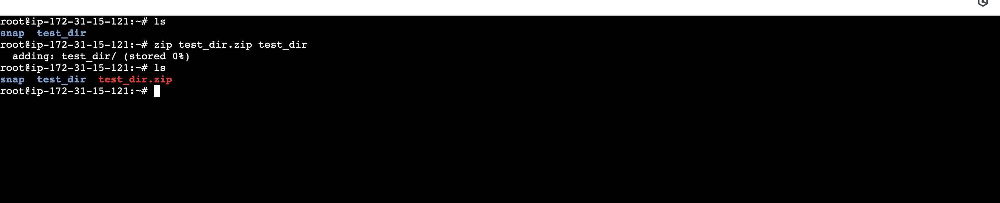 root@ip-172-31-15-121:~# ls
snap  test_dir
root@ip-172-31-15-121:~# zip test_dir.zip test_dir
  adding: test_dir/ (stored 0%)
root@ip-172-31-15-121:~# ls
snap  test_dir  test_dir.zip
root@ip-172-31-15-121:~#